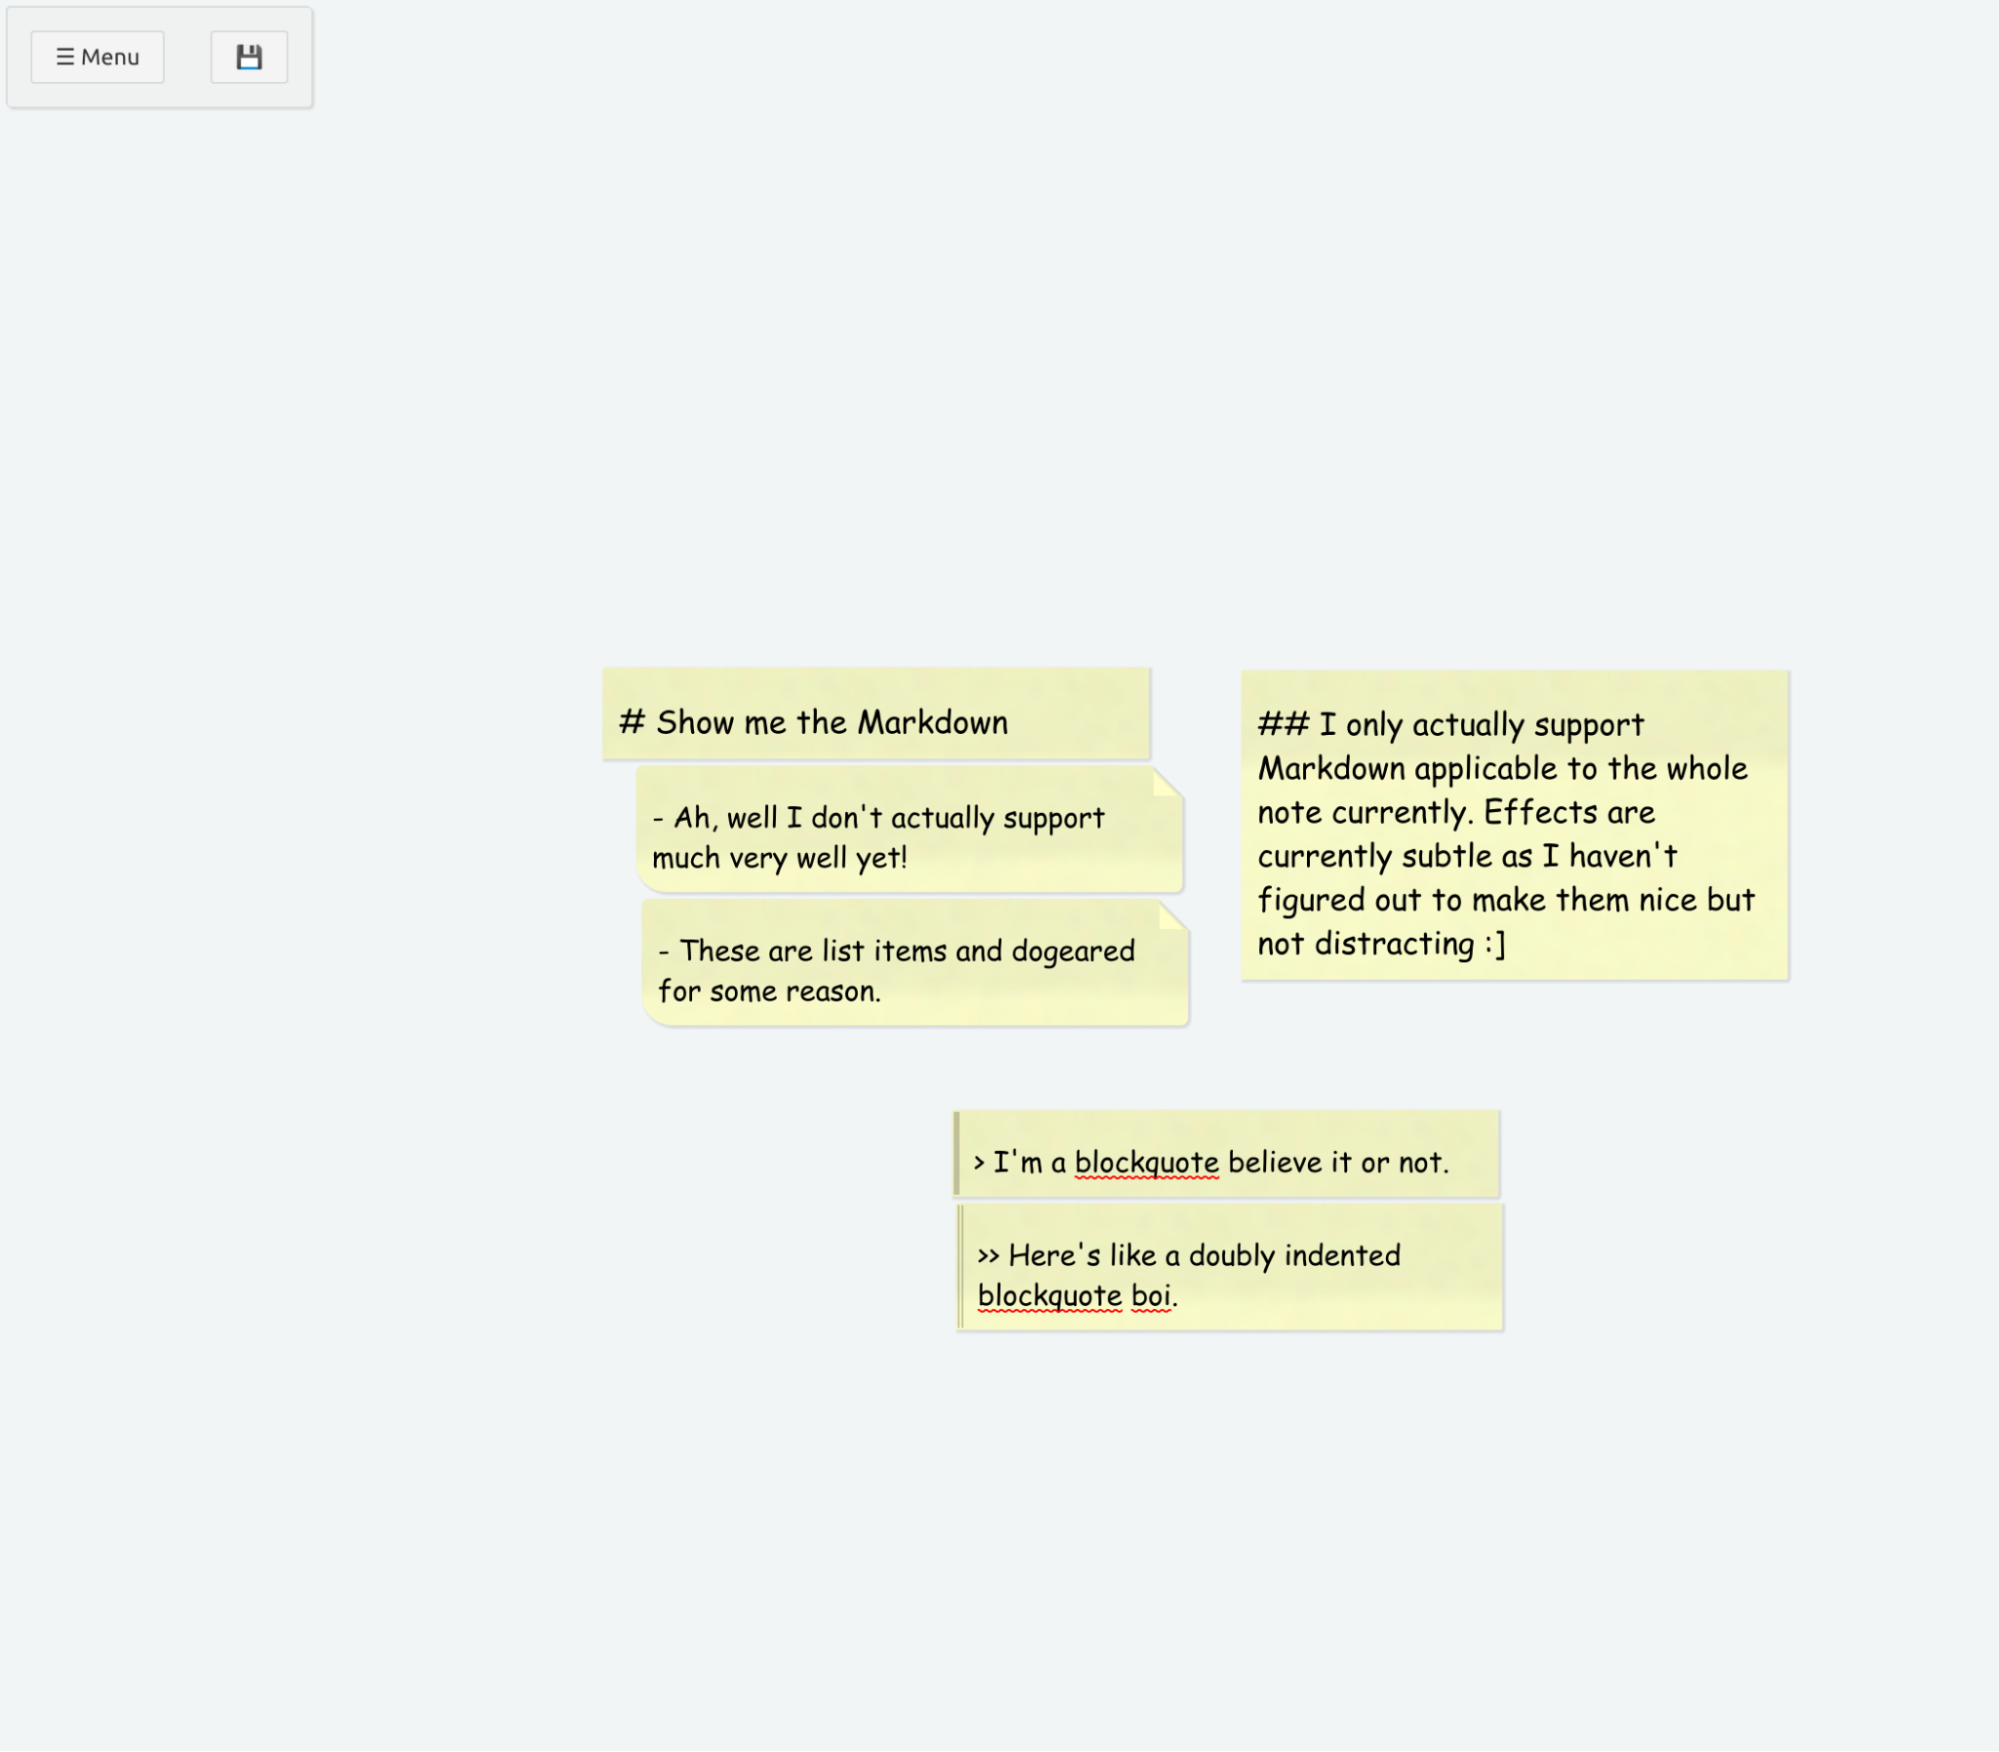 ☰ Menu 💾
# Show me the Markdown
- Ah, well I don't actually support
much very well yet!
- These are list items and dogeared
for some reason.
## I only actually support
Markdown applicable to the whole
note currently. Effects are
currently subtle as I haven't
figured out to make them nice but
not distracting :]
> I'm a blockquote believe it or not.
>> Here's like a doubly indented
blockquote boi.